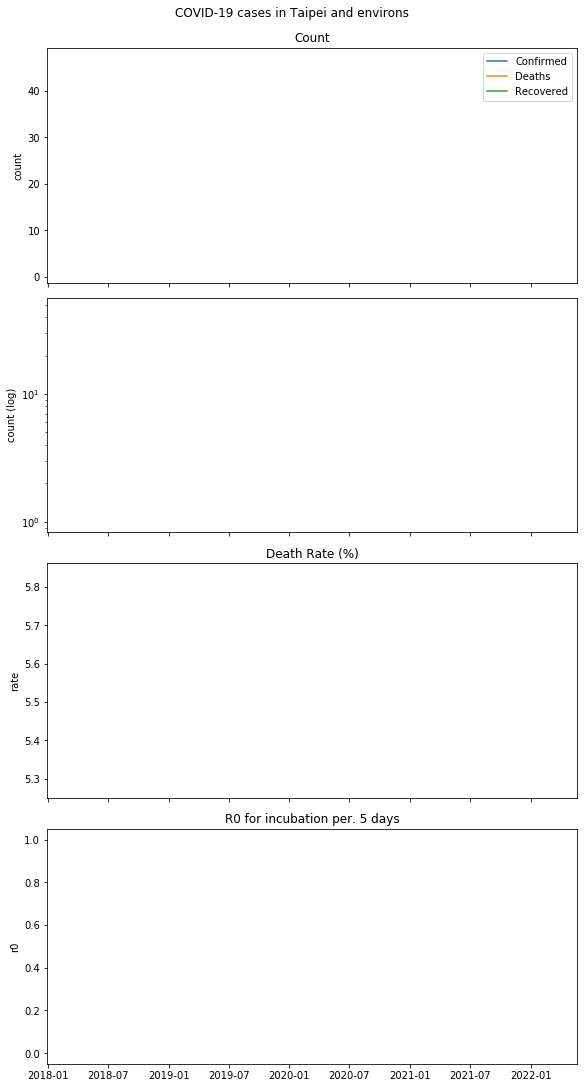 COVID-19 cases in Taipei and environs
Count
Confirmed
Deaths
Recovered
40
30
20
10
0
count
10¹
10⁰
count (log)
Death Rate (%)
5.8
5.7
5.6
5.5
5.4
5.3
rate
R0 for incubation per. 5 days
1.0
0.8
0.6
0.4
0.2
0.0
r0
2018-01 2018-07 2019-01 2019-07 2020-01 2020-07 2021-01 2021-07 2022-01